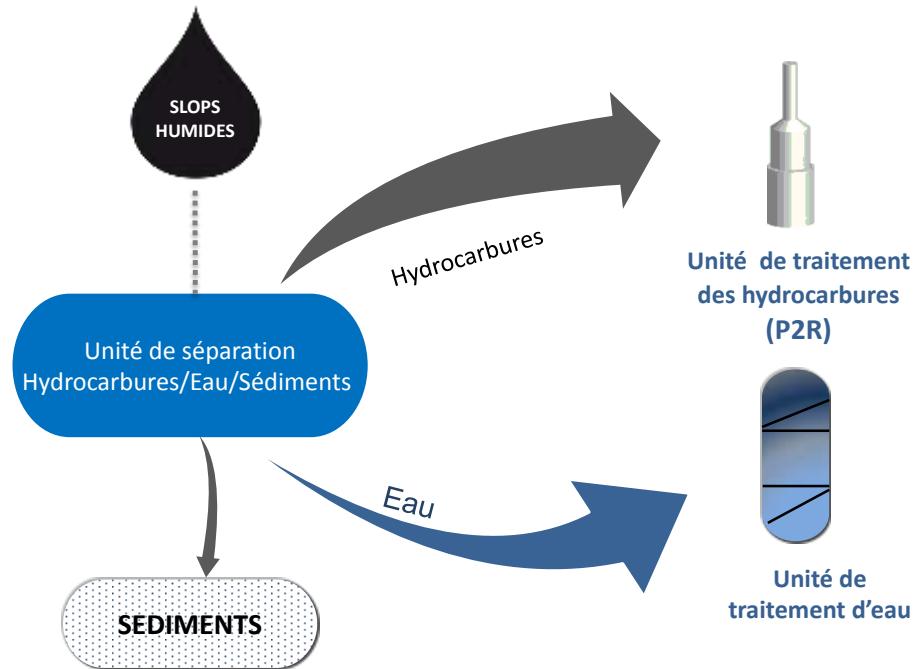 SLOPS
HUMIDES
Hydrocarbures
Unité de traitement
des hydrocarbures
(P2R)
Unité de séparation
Hydrocarbures/Eau/Sédiments
Eau
SEDIMENTS
Unité de
traitement d’eau